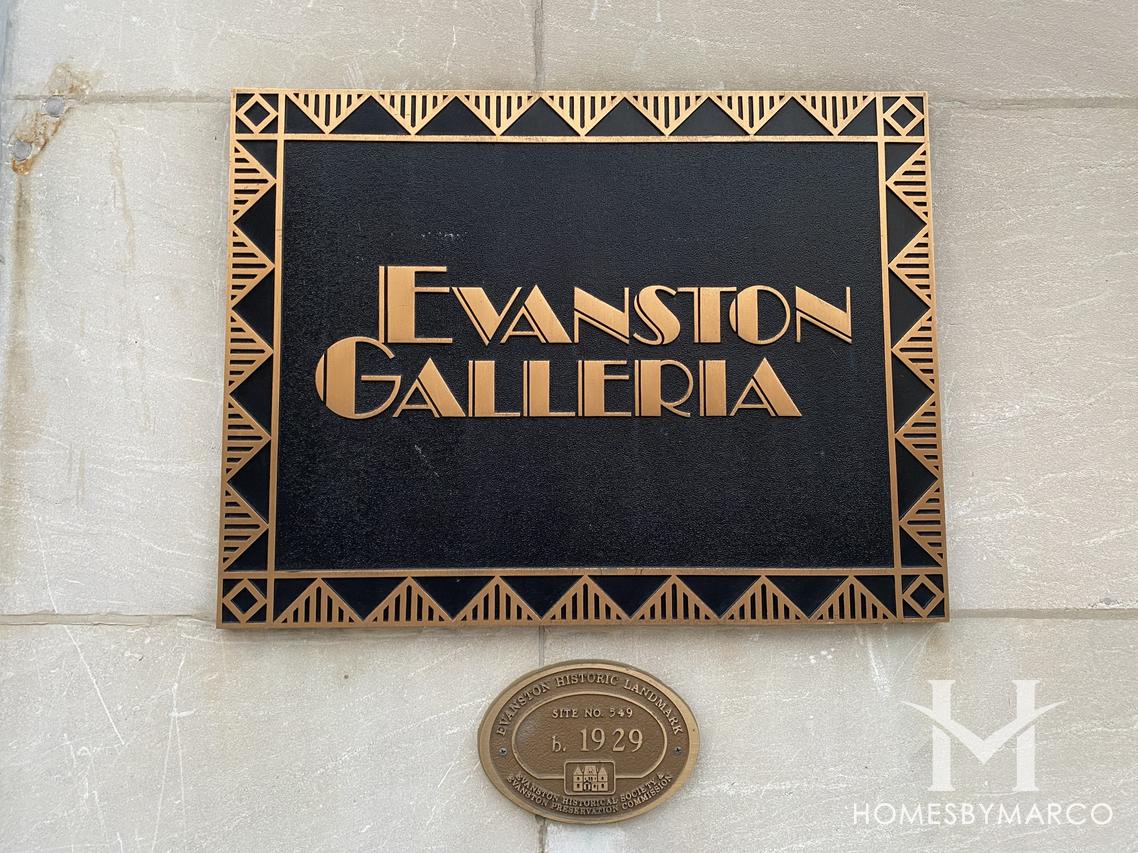 EVANSTON
GALLERIA
EVANSTON HISTORIC LANDMARK
SITE NO. 549
b. 1929
EVANSTON HISTORICAL SOCIETY
EVANSTON PRESERVATION COMMISSION
HOMESBYMARCO